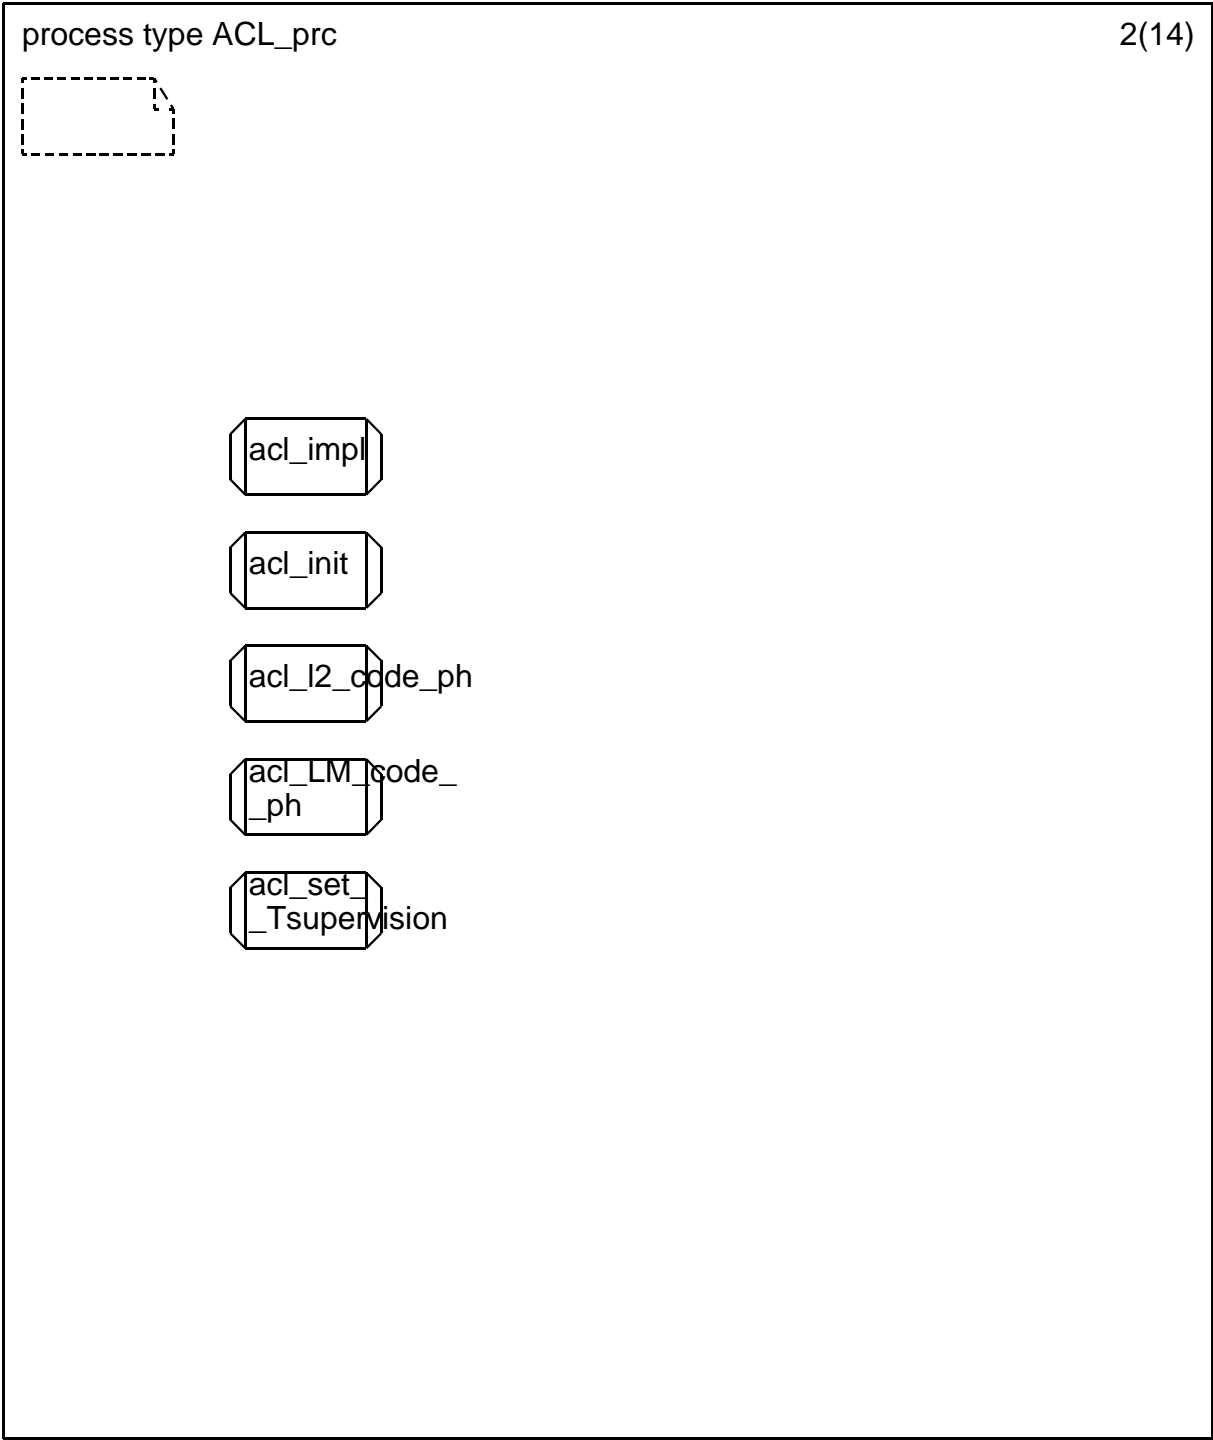 process type ACL_prc 2(14)
acl_impl
acl_init
acl_l2_code_ph
acl_LM_code_
_ph
acl_set_
_Tsupervision